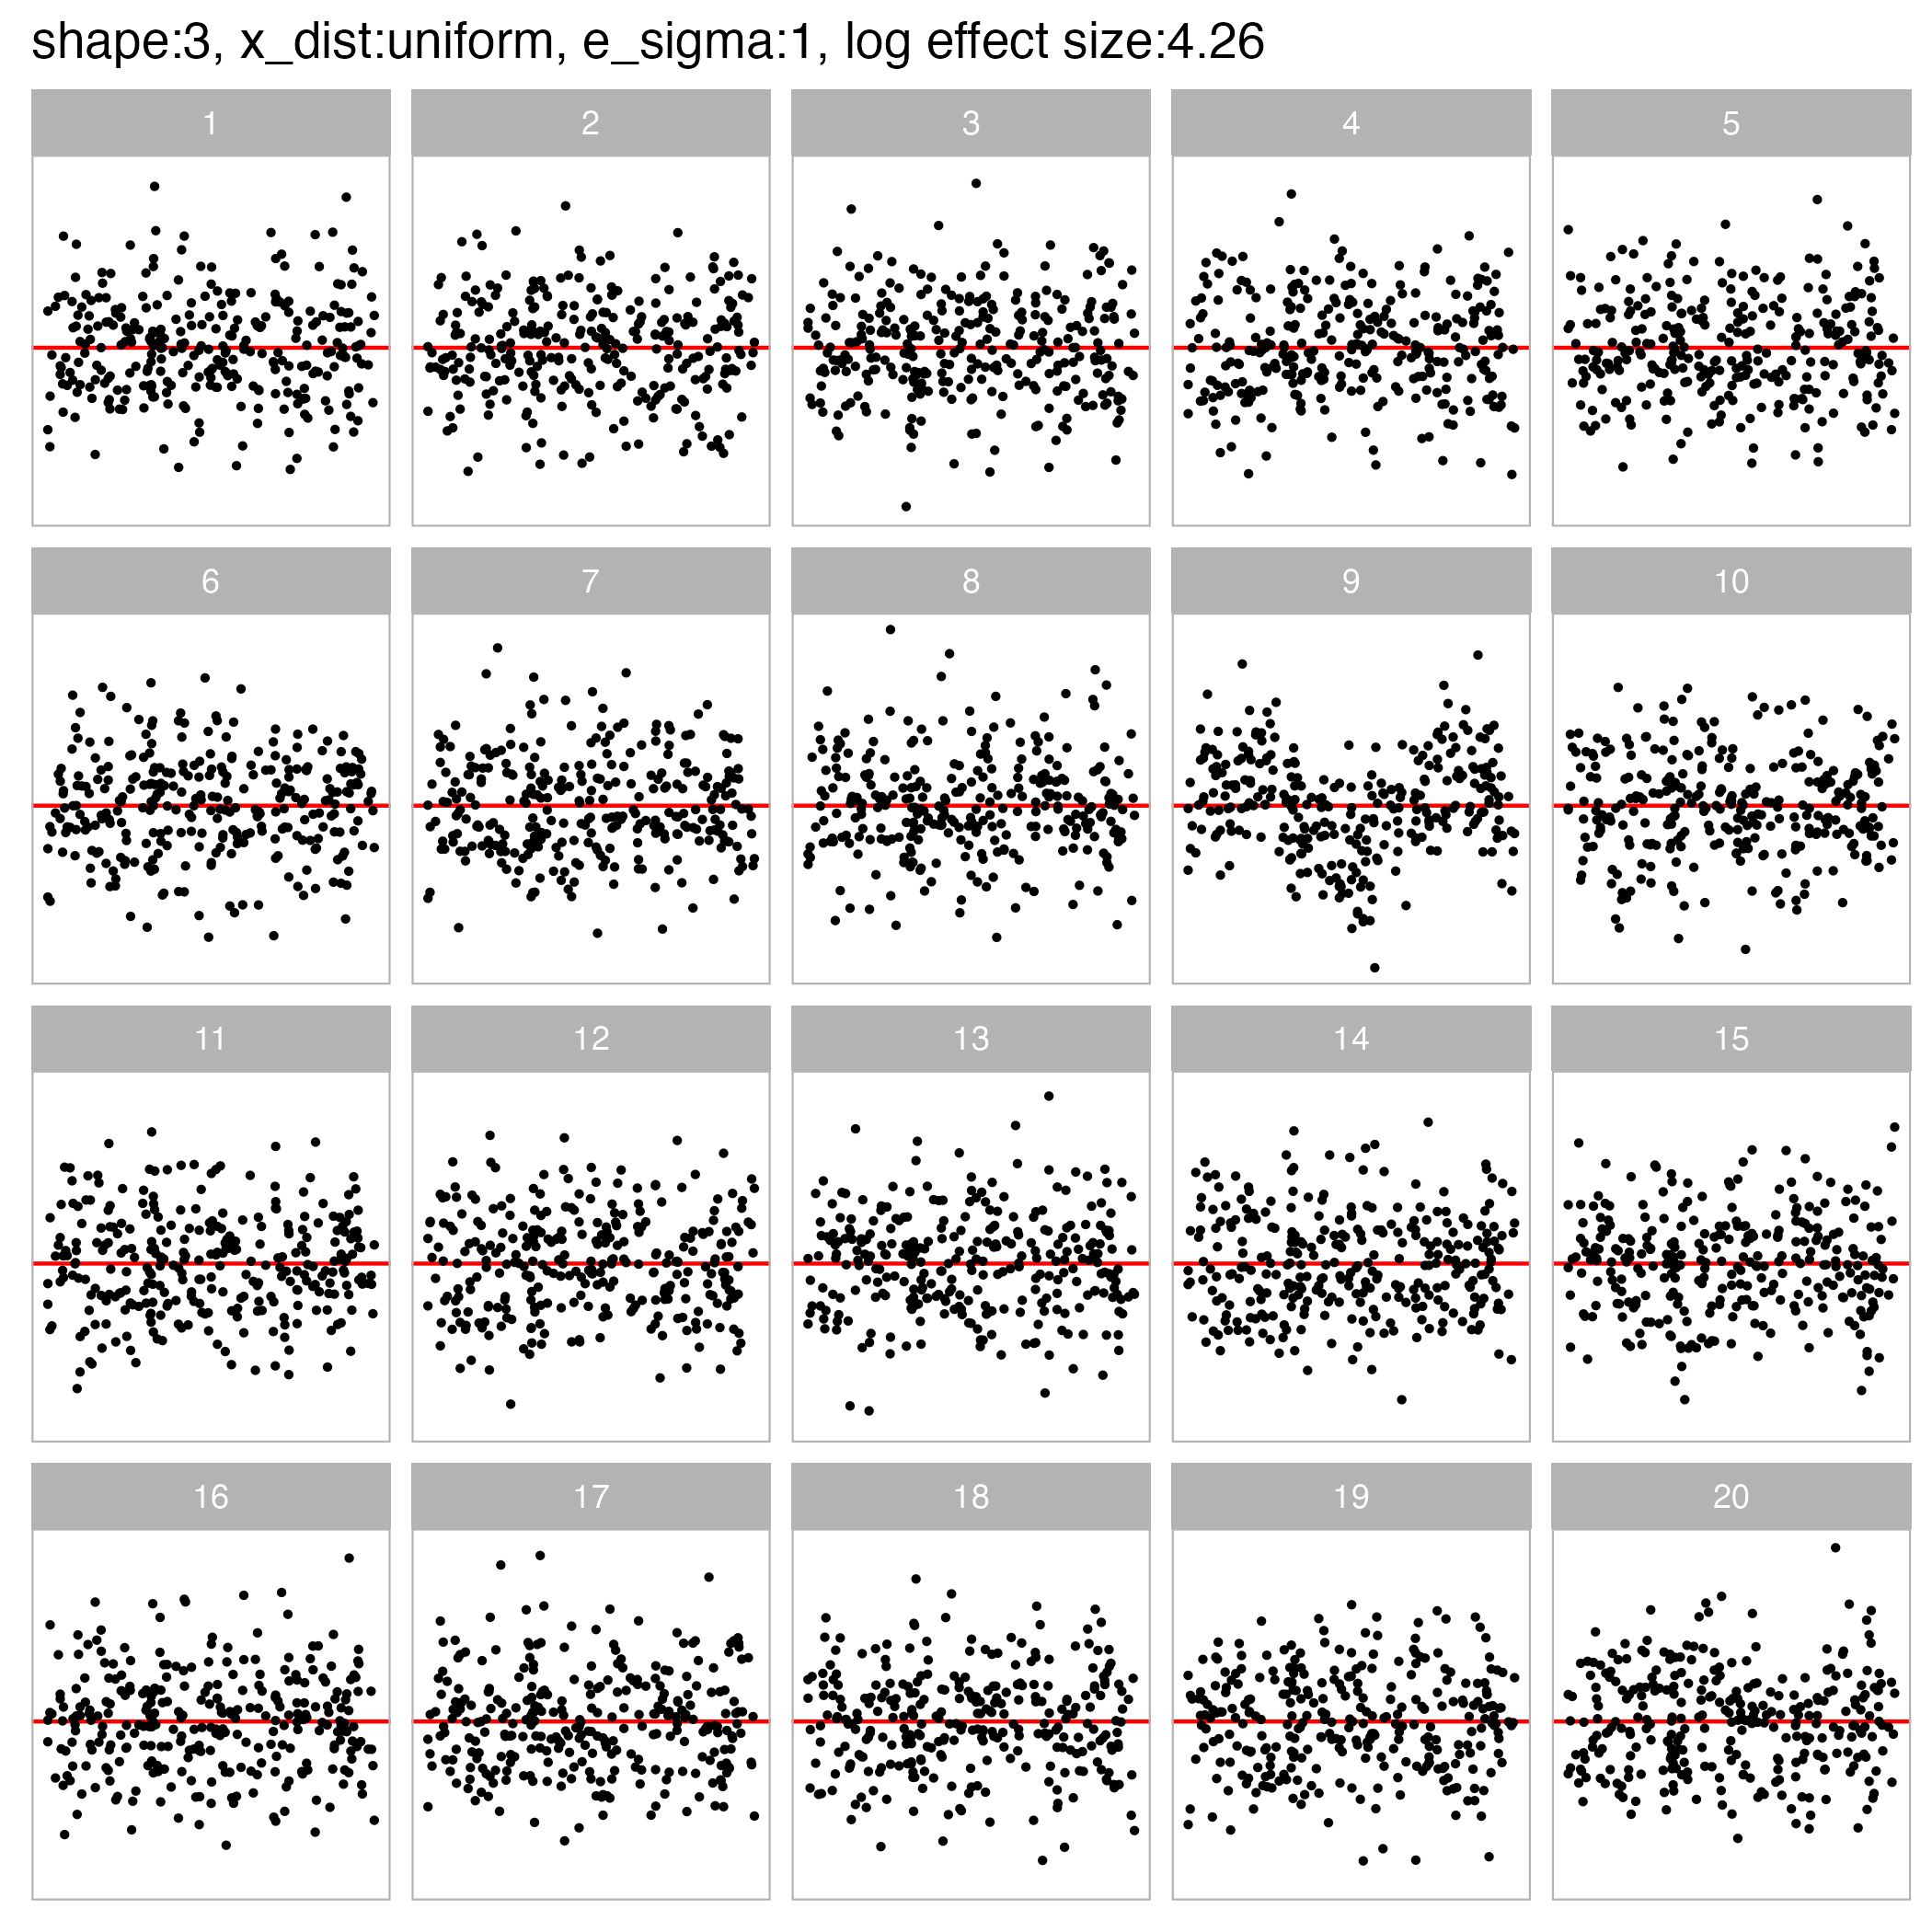 shape:3, x_dist:uniform, e_sigma:1, log effect size:4.26
1 2 3 4 5
6 7 8 9 10
11 12 13 14 15
16 17 18 19 20